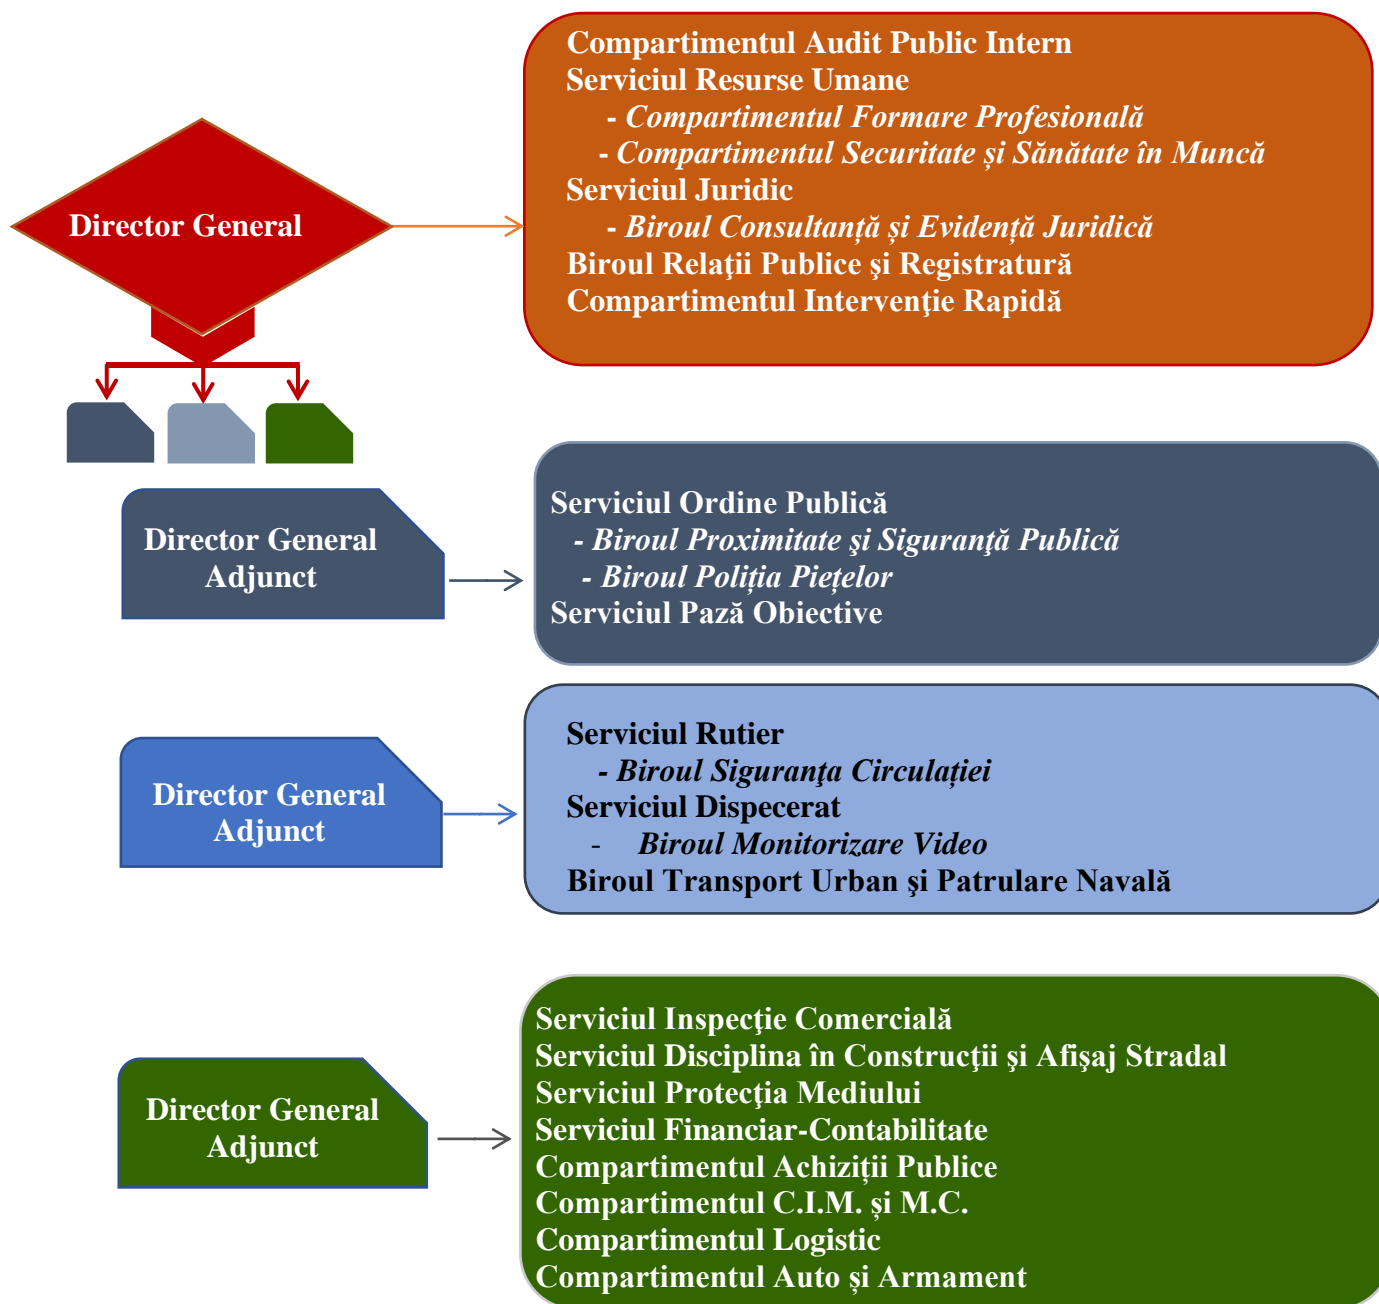 Compartimentul Audit Public Intern
Serviciul Resurse Umane
- Compartimentul Formare Profesională
- Compartimentul Securitate și Sănătate în Muncă
Serviciul Juridic
- Biroul Consultanță și Evidență Juridică
Biroul Relaţii Publice şi Registratură
Compartimentul Intervenţie Rapidă
Director General
Director General
Adjunct
Serviciul Ordine Publică
- Biroul Proximitate şi Siguranţă Publică
- Biroul Poliția Piețelor
Serviciul Pază Obiective
Director General
Adjunct
Serviciul Rutier
- Biroul Siguranţa Circulației
Serviciul Dispecerat
- Biroul Monitorizare Video
Biroul Transport Urban şi Patrulare Navală
Director General
Adjunct
Serviciul Inspecţie Comercială
Serviciul Disciplina în Construcţii şi Afişaj Stradal
Serviciul Protecţia Mediului
Serviciul Financiar-Contabilitate
Compartimentul Achiziții Publice
Compartimentul C.I.M. și M.C.
Compartimentul Logistic
Compartimentul Auto și Armament